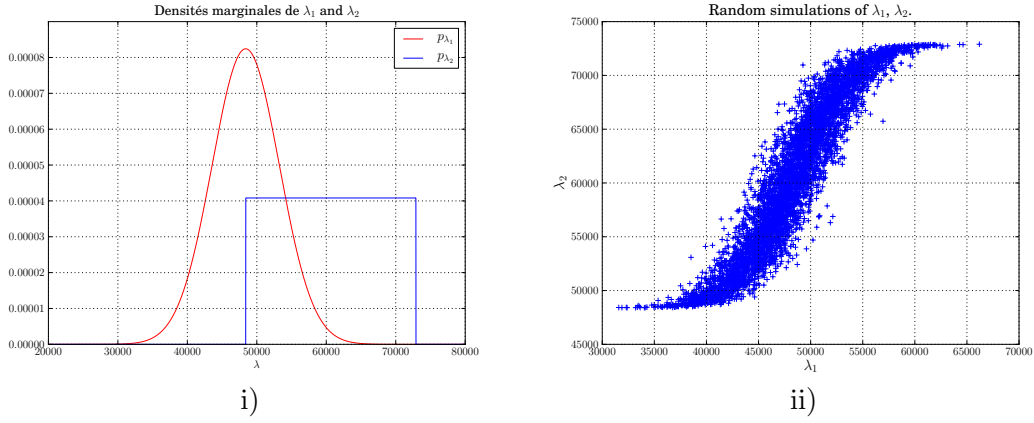 Densités marginales de λ₁ and λ₂
p_λ₁
p_λ₂
0.00008
0.00007
0.00006
0.00005
0.00004
0.00003
0.00002
0.00001
0.00000
20000 30000 40000 50000 60000 70000 80000
λ
i)
Random simulations of λ₁, λ₂.
75000
70000
65000
60000
55000
50000
45000
λ₂
30000 35000 40000 45000 50000 55000 60000 65000 70000
λ₁
ii)